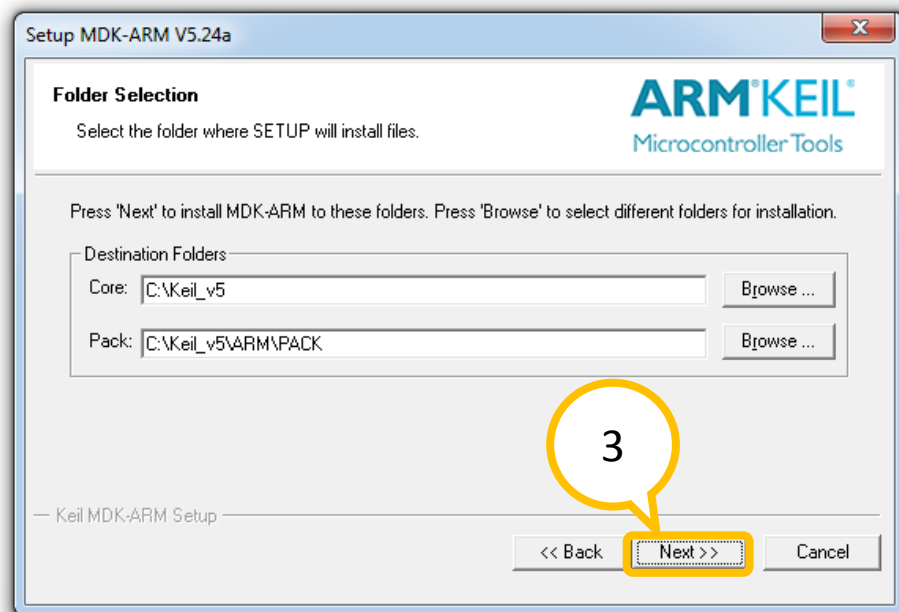 Setup MDK-ARM V5.24a
Folder Selection
Select the folder where SETUP will install files.
ARM®KEIL®
Microcontroller Tools
Press 'Next' to install MDK-ARM to these folders. Press 'Browse' to select different folders for installation.
Destination Folders
Core: C:\Keil_v5 Browse ...
Pack: C:\Keil_v5\ARM\PACK Browse ...
3
Keil MDK-ARM Setup
<< Back Next >> Cancel